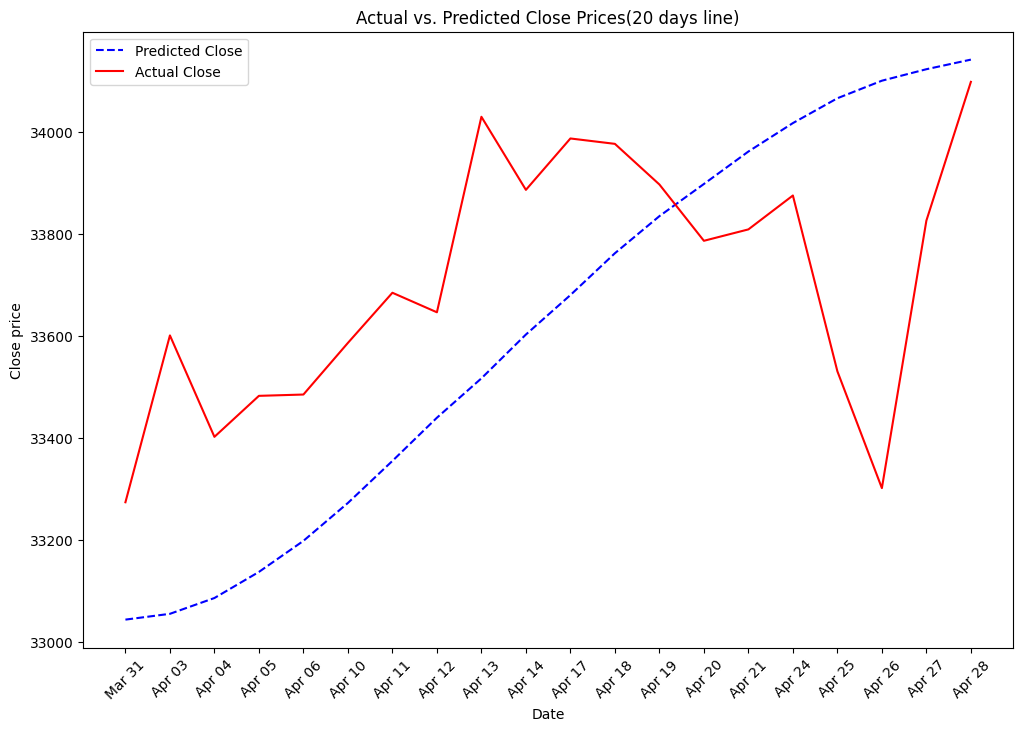 Actual vs. Predicted Close Prices(20 days line)
Predicted Close
Actual Close
Close price
34000
33800
33600
33400
33200
33000
Mar 31
Apr 03
Apr 04
Apr 05
Apr 06
Apr 10
Apr 11
Apr 12
Apr 13
Apr 14
Apr 17
Apr 18
Apr 19
Apr 20
Apr 21
Apr 24
Apr 25
Apr 26
Apr 27
Apr 28
Date